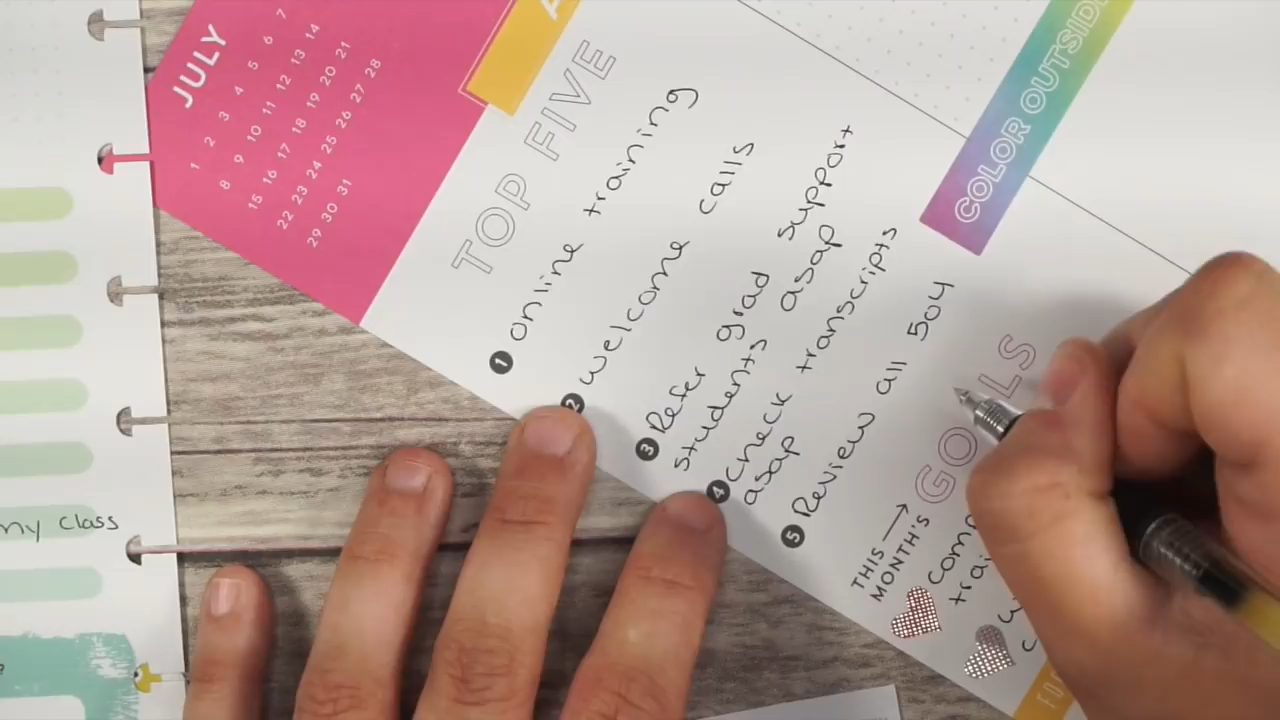 my class
?
JULY
1 2 3 4 5 6 7
8 9 10 11 12 13 14
15 16 17 18 19 20 21
22 23 24 25 26 27 28
29 30 31
A
TOP FIVE
1 online training
2 welcome calls
3 Refer grad support
students asap
4 check transcripts
asap
5 Review all 504
COLOR OUTSIDE
THIS →
MONTH'S GOALS
comp
trai